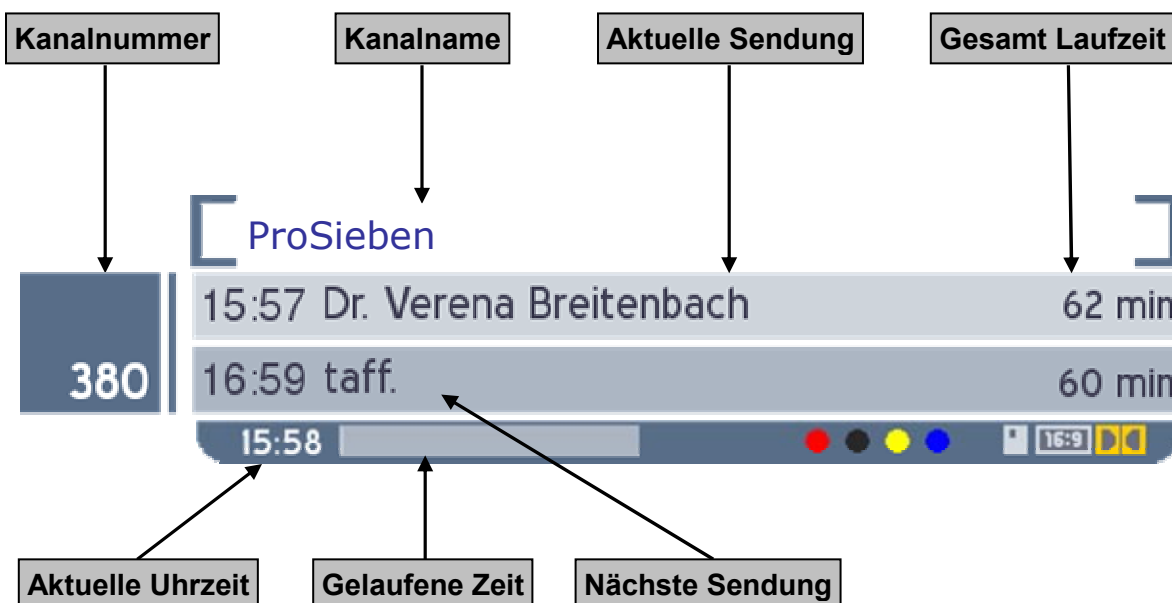 Kanalnummer
Kanalname
Aktuelle Sendung
Gesamt Laufzeit
ProSieben
15:57 Dr. Verena Breitenbach 62 min
380
16:59 taff. 60 min
15:58
16:9
Aktuelle Uhrzeit
Gelaufene Zeit
Nächste Sendung